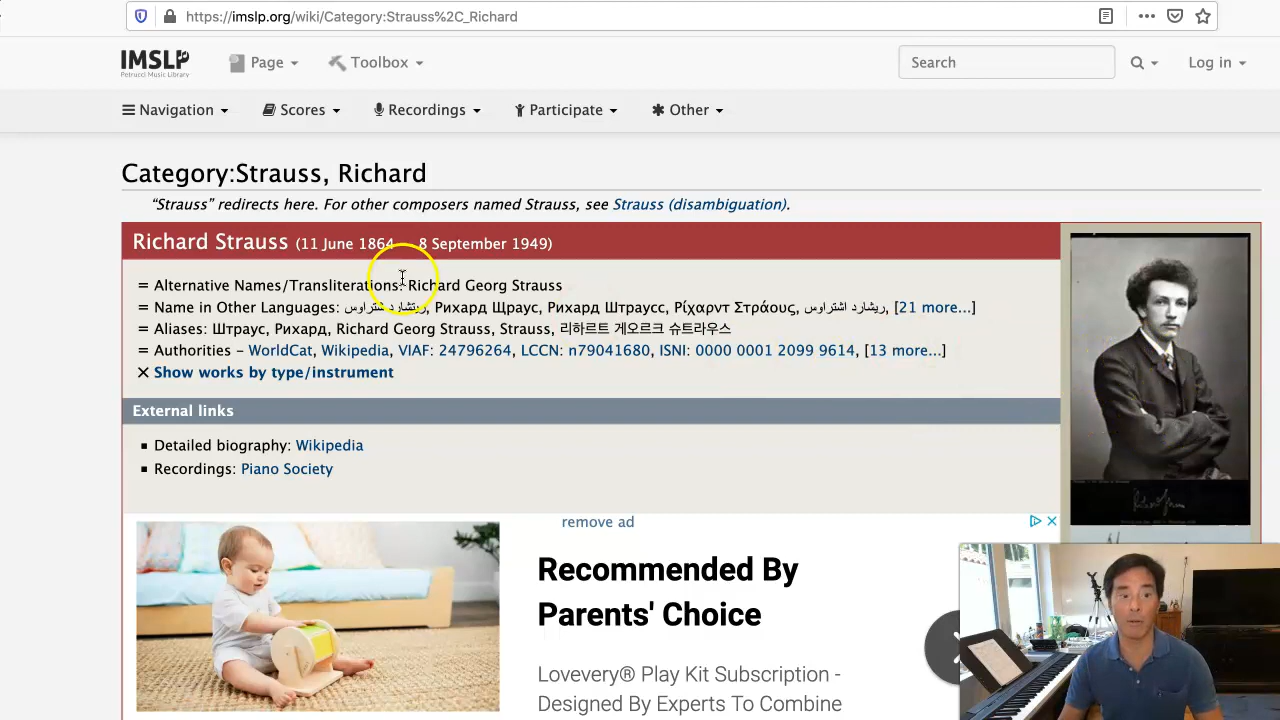 https://imslp.org/wiki/Category:Strauss%2C_Richard
IMSLP
Petrucci Music Library
Page
Toolbox
Search
Log in
Navigation
Scores
Recordings
Participate
Other
Category:Strauss, Richard
“Strauss” redirects here. For other composers named Strauss, see Strauss (disambiguation).
Richard Strauss (11 June 1864 8 September 1949)
= Alternative Names/Transliterations: Richard Georg Strauss
= Name in Other Languages: ريتشارد شتراوس, Рихард Щраус, Рихард Штраусс, Ρίχαρντ Στράους, ریشارد اشتراوس, [21 more...]
= Aliases: Штраус, Рихард, Richard Georg Strauss, Strauss, 리하르트 게오르크 슈트라우스
= Authorities – WorldCat, Wikipedia, VIAF: 24796264, LCCN: n79041680, ISNI: 0000 0001 2099 9614, [13 more...]
Show works by type/instrument
External links
Detailed biography: Wikipedia
Recordings: Piano Society
remove ad
Recommended By
Parents' Choice
Lovevery® Play Kit Subscription -
Designed By Experts To Combine